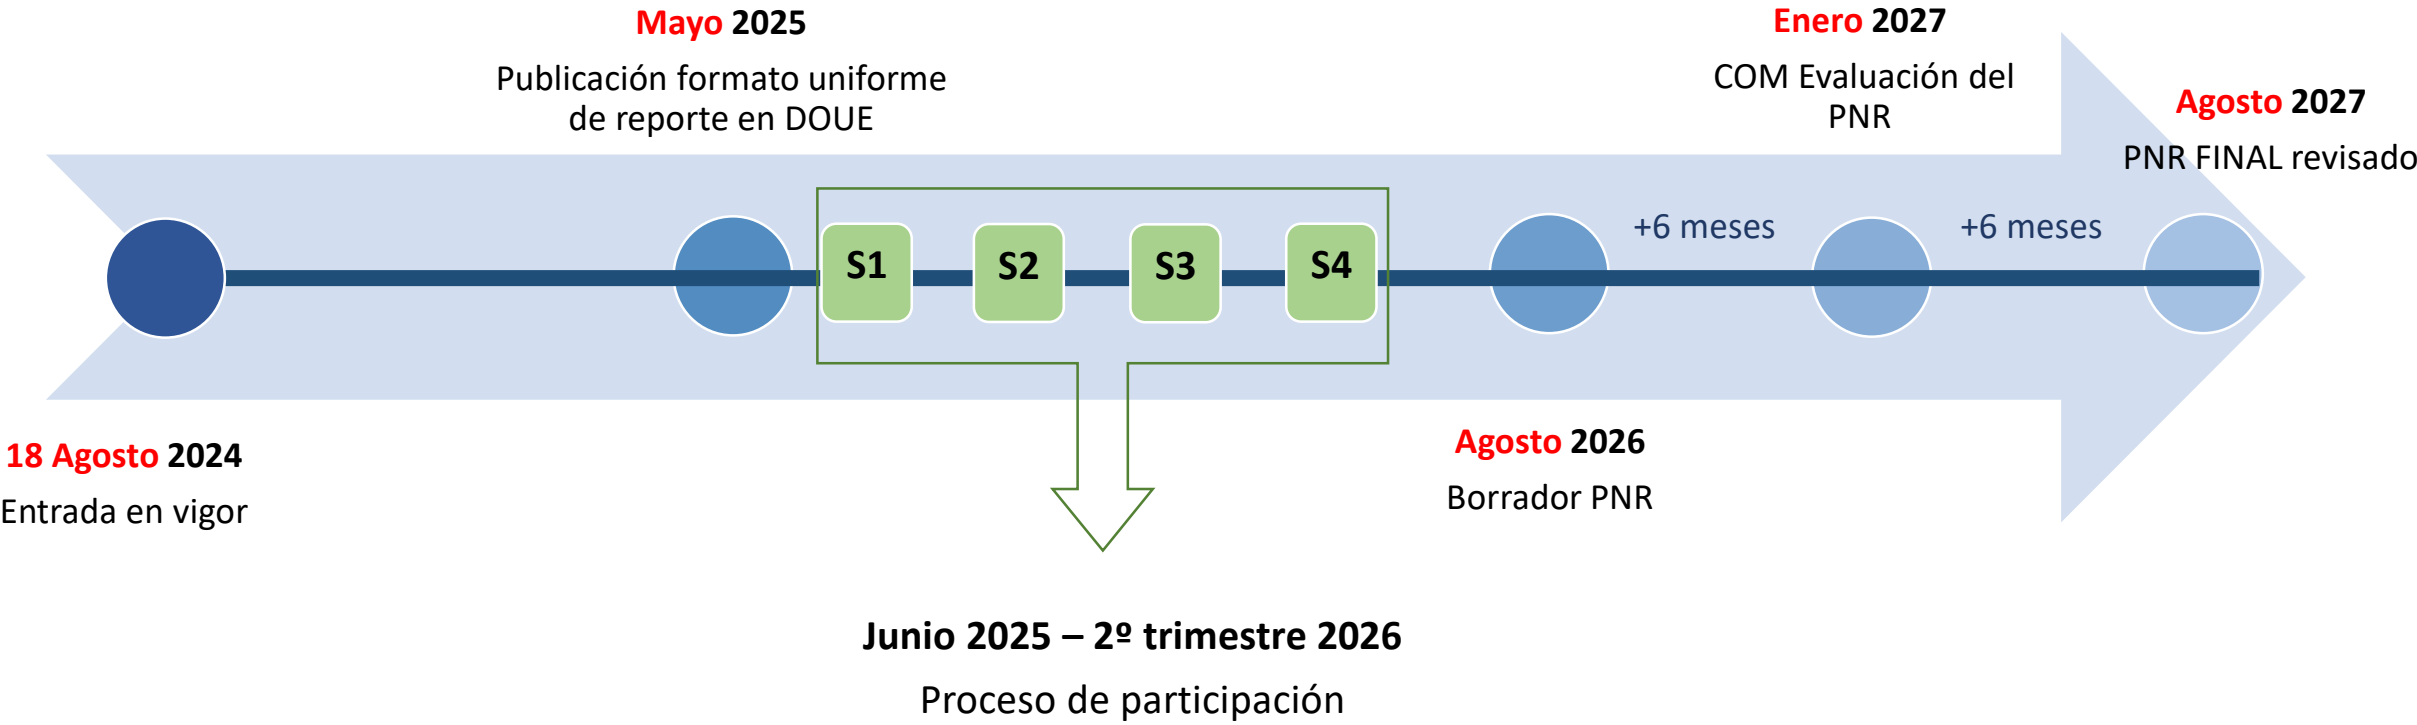 Mayo 2025
Publicación formato uniforme
de reporte en DOUE
Enero 2027
COM Evaluación del
PNR
Agosto 2027
PNR FINAL revisado
S1
S2
S3
S4
+6 meses
+6 meses
18 Agosto 2024
Entrada en vigor
Agosto 2026
Borrador PNR
Junio 2025 – 2º trimestre 2026
Proceso de participación